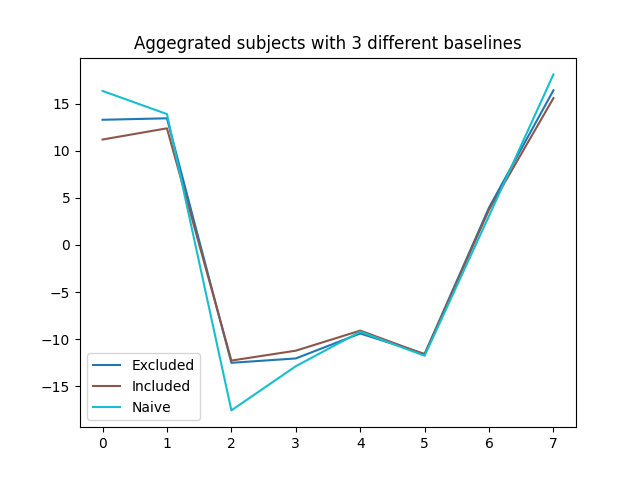 Aggegrated subjects with 3 different baselines
15
10
5
0
−5
−10
−15
Excluded
Included
Naive
0 1 2 3 4 5 6 7